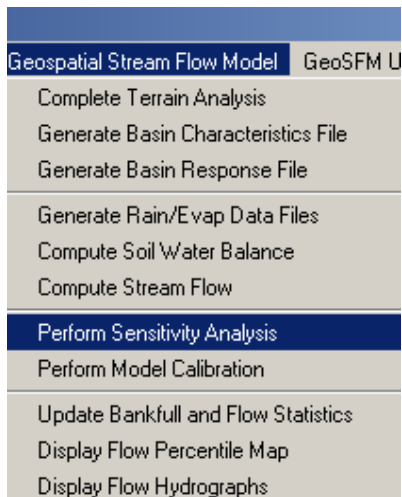 Geospatial Stream Flow Model GeoSFM U
Complete Terrain Analysis
Generate Basin Characteristics File
Generate Basin Response File
Generate Rain/Evap Data Files
Compute Soil Water Balance
Compute Stream Flow
Perform Sensitivity Analysis
Perform Model Calibration
Update Bankfull and Flow Statistics
Display Flow Percentile Map
Display Flow Hydrographs